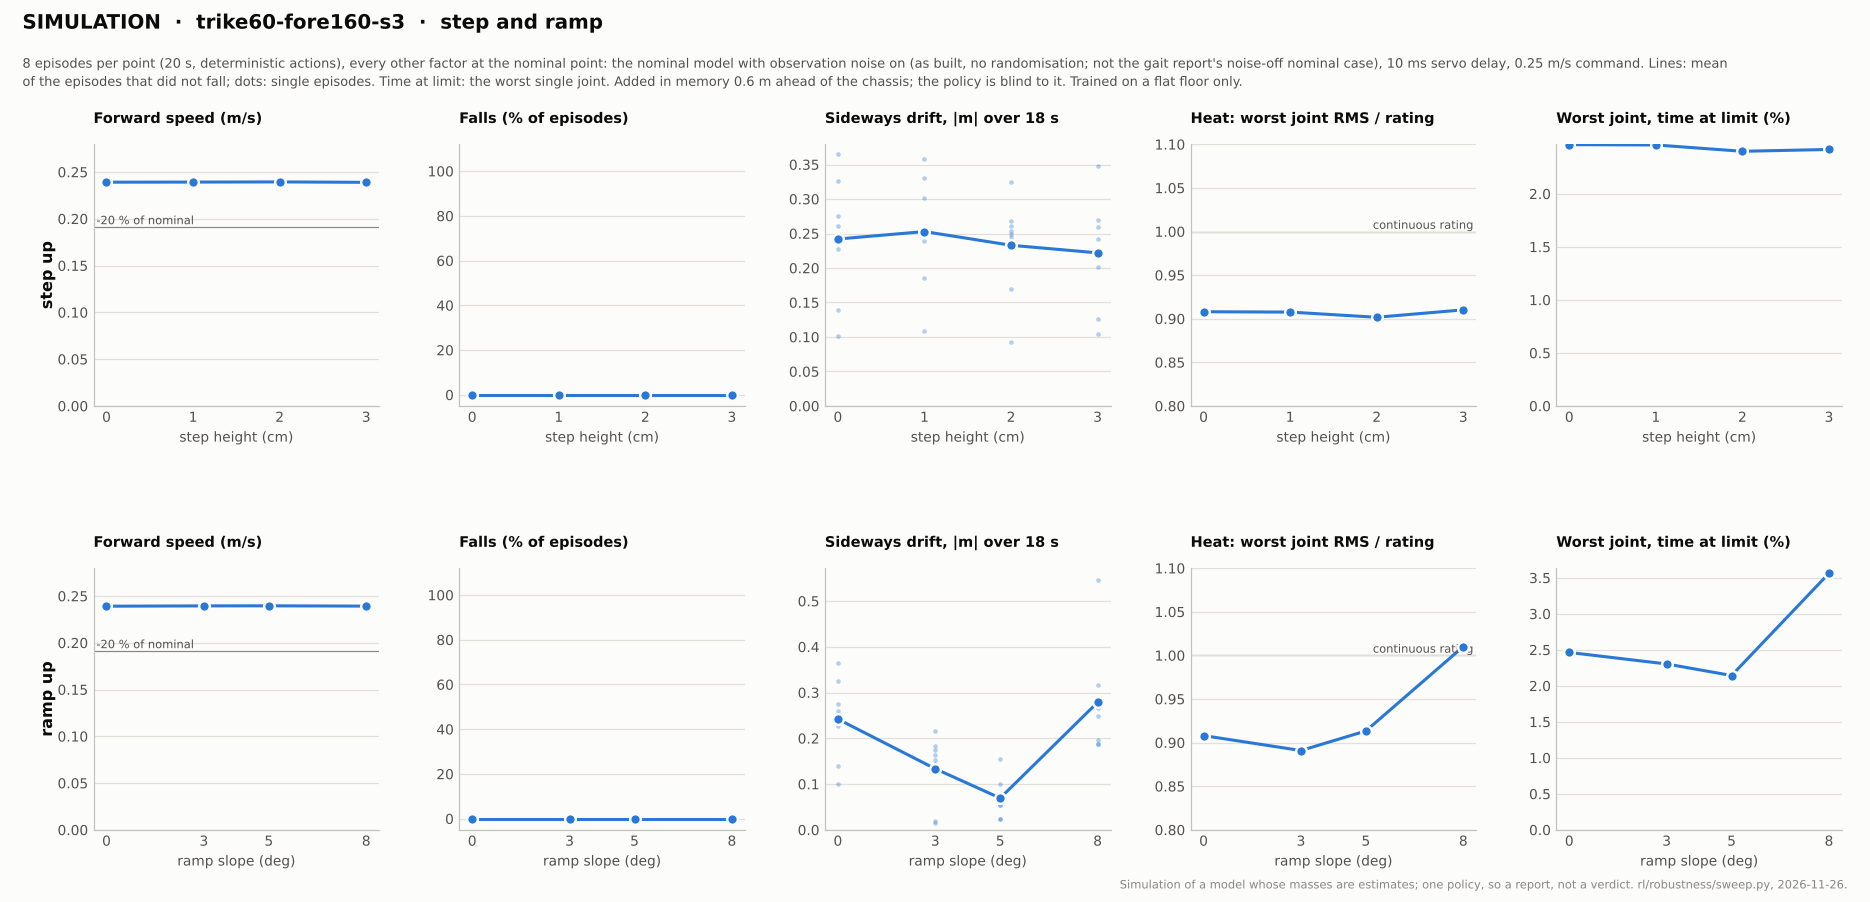 SIMULATION · trike60-fore160-s3 · step and ramp
8 episodes per point (20 s, deterministic actions), every other factor at the nominal point: the nominal model with observation noise on (as built, no randomisation; not the gait report's noise-off nominal case), 10 ms servo delay, 0.25 m/s command. Lines: mean
of the episodes that did not fall; dots: single episodes. Time at limit: the worst single joint. Added in memory 0.6 m ahead of the chassis; the policy is blind to it. Trained on a flat floor only.
step up
Forward speed (m/s)
0.25
0.20
0.15
0.10
0.05
0.00
-20 % of nominal
0 1 2 3
step height (cm)
Falls (% of episodes)
100
80
60
40
20
0
0 1 2 3
step height (cm)
Sideways drift, |m| over 18 s
0.35
0.30
0.25
0.20
0.15
0.10
0.05
0.00
0 1 2 3
step height (cm)
Heat: worst joint RMS / rating
1.10
1.05
1.00
0.95
0.90
0.85
0.80
continuous rating
0 1 2 3
step height (cm)
Worst joint, time at limit (%)
2.0
1.5
1.0
0.5
0.0
0 1 2 3
step height (cm)
ramp up
Forward speed (m/s)
0.25
0.20
0.15
0.10
0.05
0.00
-20 % of nominal
0 3 5 8
ramp slope (deg)
Falls (% of episodes)
100
80
60
40
20
0
0 3 5 8
ramp slope (deg)
Sideways drift, |m| over 18 s
0.5
0.4
0.3
0.2
0.1
0.0
0 3 5 8
ramp slope (deg)
Heat: worst joint RMS / rating
1.10
1.05
1.00
0.95
0.90
0.85
0.80
continuous rating
0 3 5 8
ramp slope (deg)
Worst joint, time at limit (%)
3.5
3.0
2.5
2.0
1.5
1.0
0.5
0.0
0 3 5 8
ramp slope (deg)
Simulation of a model whose masses are estimates; one policy, so a report, not a verdict. rl/robustness/sweep.py, 2026-11-26.